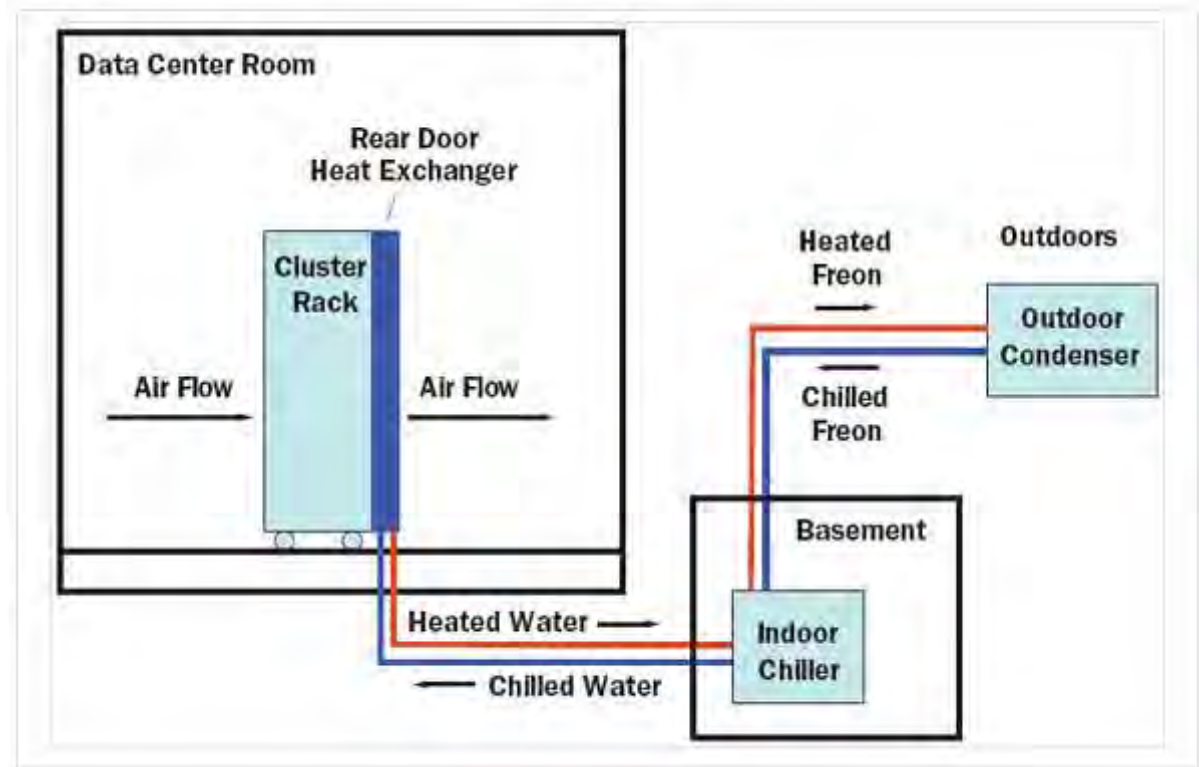 Data Center Room
Rear Door
Heat Exchanger
Cluster
Rack
Air Flow
Air Flow
Heated
Freon
Outdoors
Outdoor
Condenser
Chilled
Freon
Basement
Indoor
Chiller
Heated Water
Chilled Water